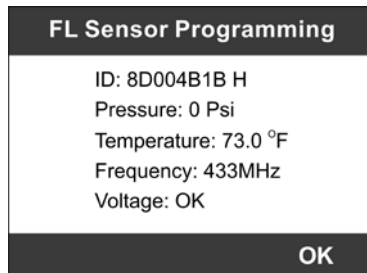 FL Sensor Programming
ID: 8D004B1B H
Pressure: 0 Psi
Temperature: 73.0 °F
Frequency: 433MHz
Voltage: OK
OK